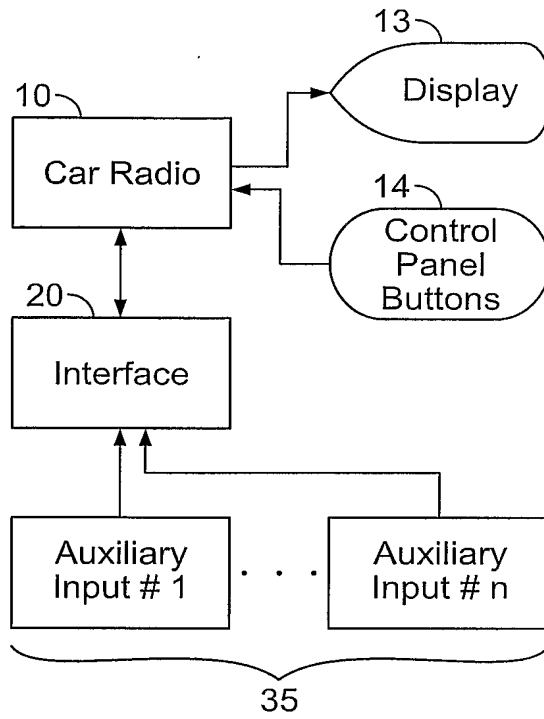 13
Display
10
Car Radio
14
Control
Panel
Buttons
20
Interface
Auxiliary
Input # 1
. . .
Auxiliary
Input # n
35